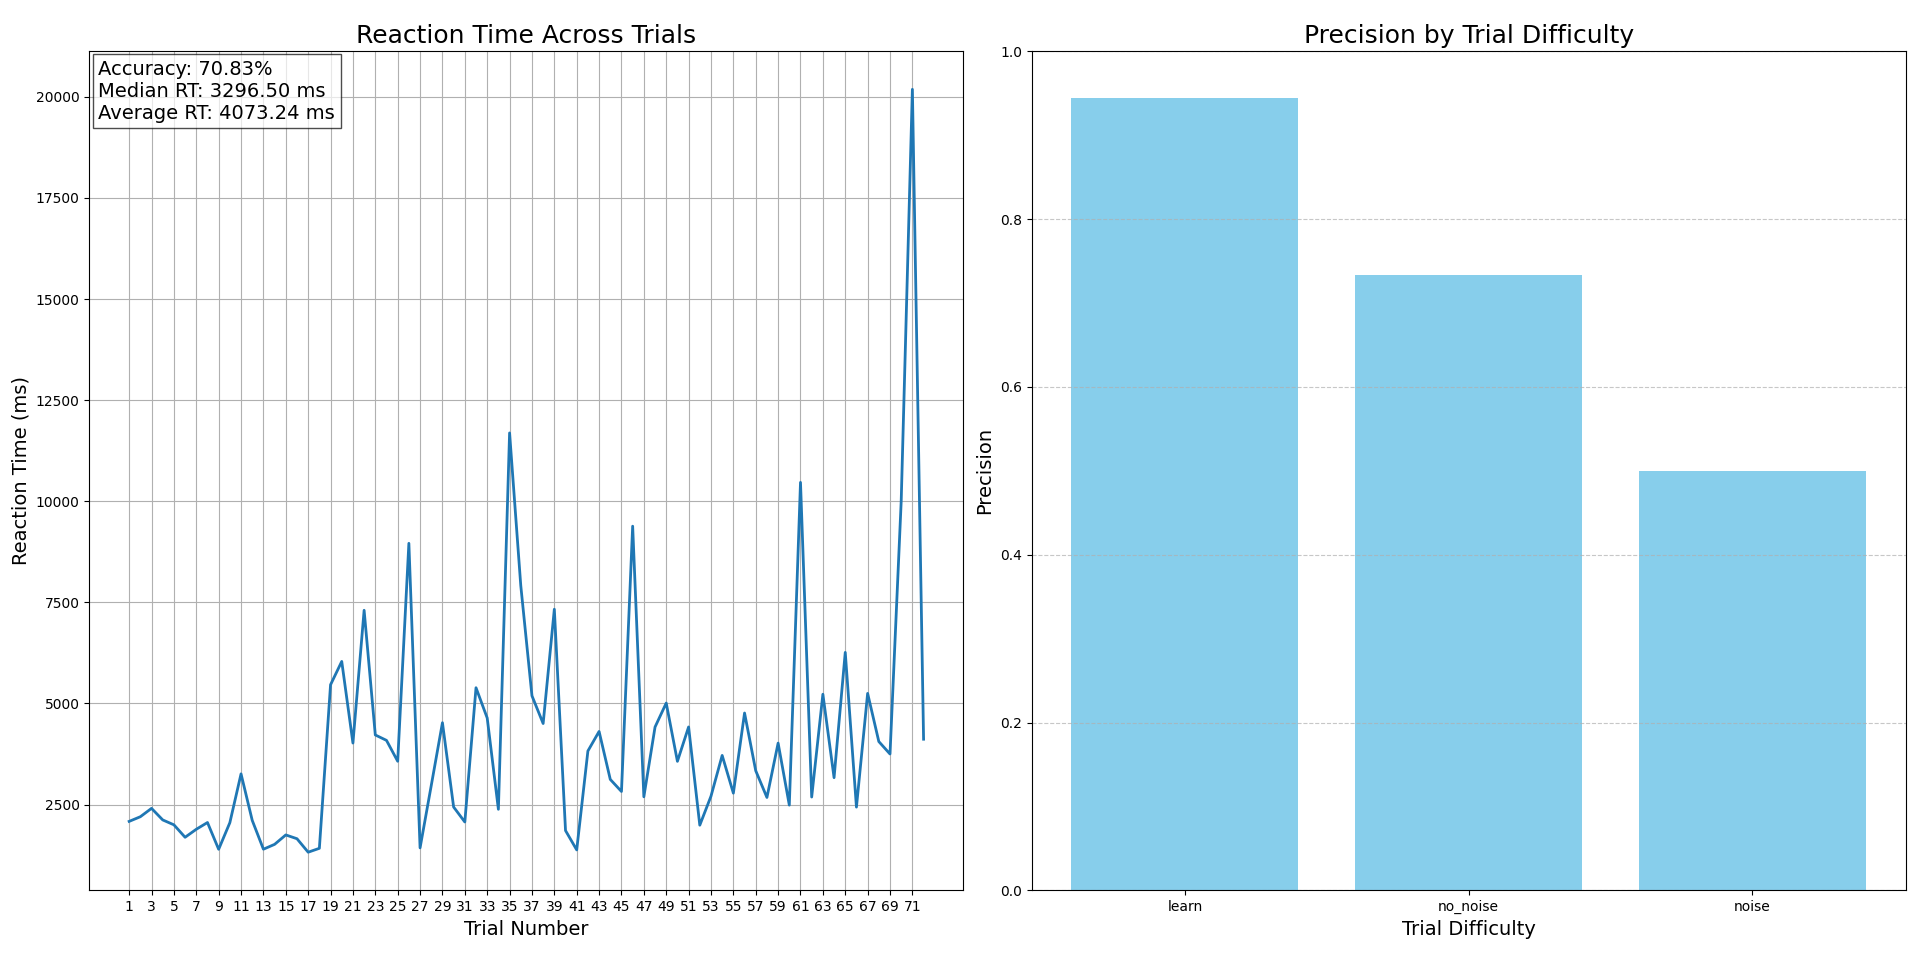 Reaction Time Across Trials
Accuracy: 70.83%
Median RT: 3296.50 ms
Average RT: 4073.24 ms
20000
17500
15000
12500
10000
7500
5000
2500
Reaction Time (ms)
1 3 5 7 9 11 13 15 17 19 21 23 25 27 29 31 33 35 37 39 41 43 45 47 49 51 53 55 57 59 61 63 65 67 69 71
Trial Number
Precision by Trial Difficulty
1.0
0.8
0.6
0.4
0.2
0.0
Precision
learn no_noise noise
Trial Difficulty